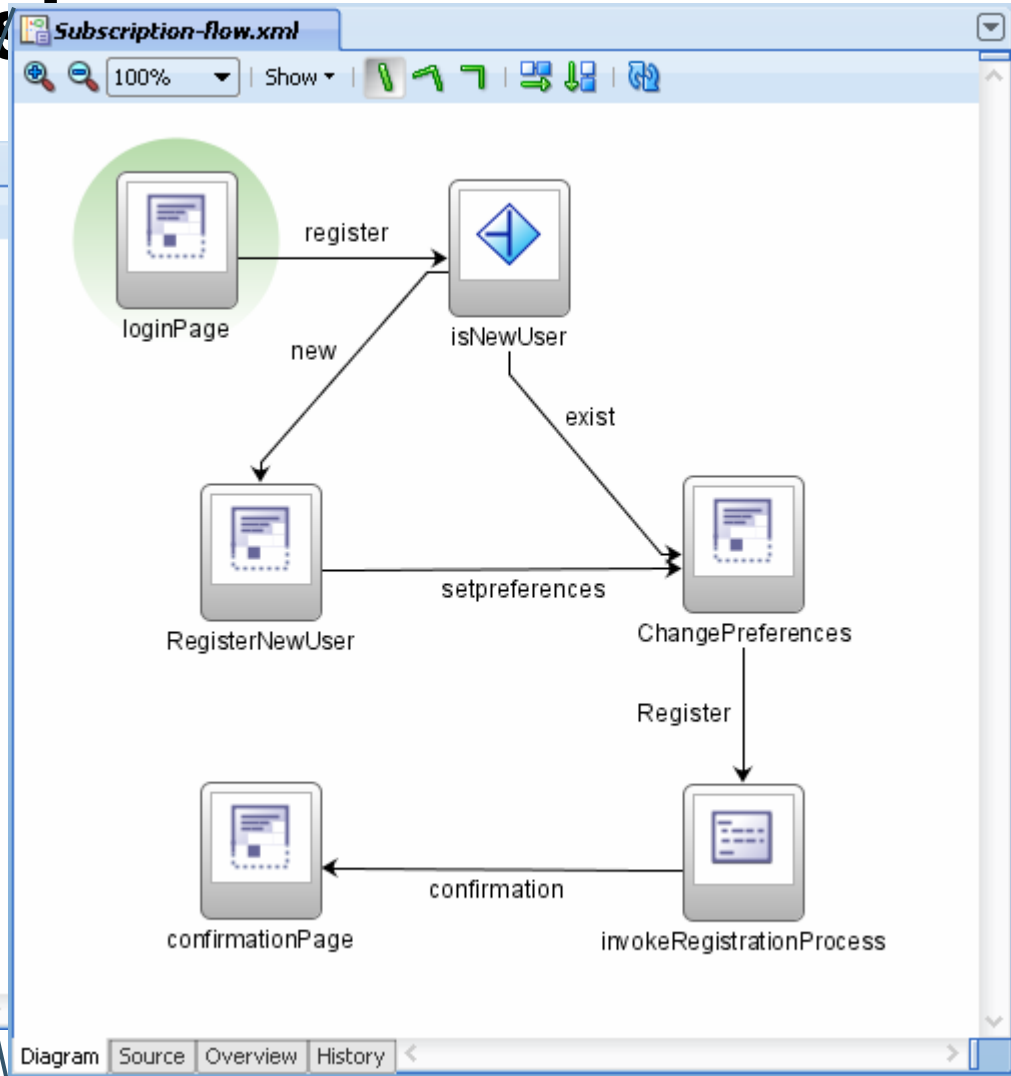 Subscription-flow.xml
100%
Show
register
loginPage
isNewUser
new
exist
setpreferences
RegisterNewUser
ChangePreferences
Register
confirmation
confirmationPage
invokeRegistrationProcess
Diagram Source Overview History